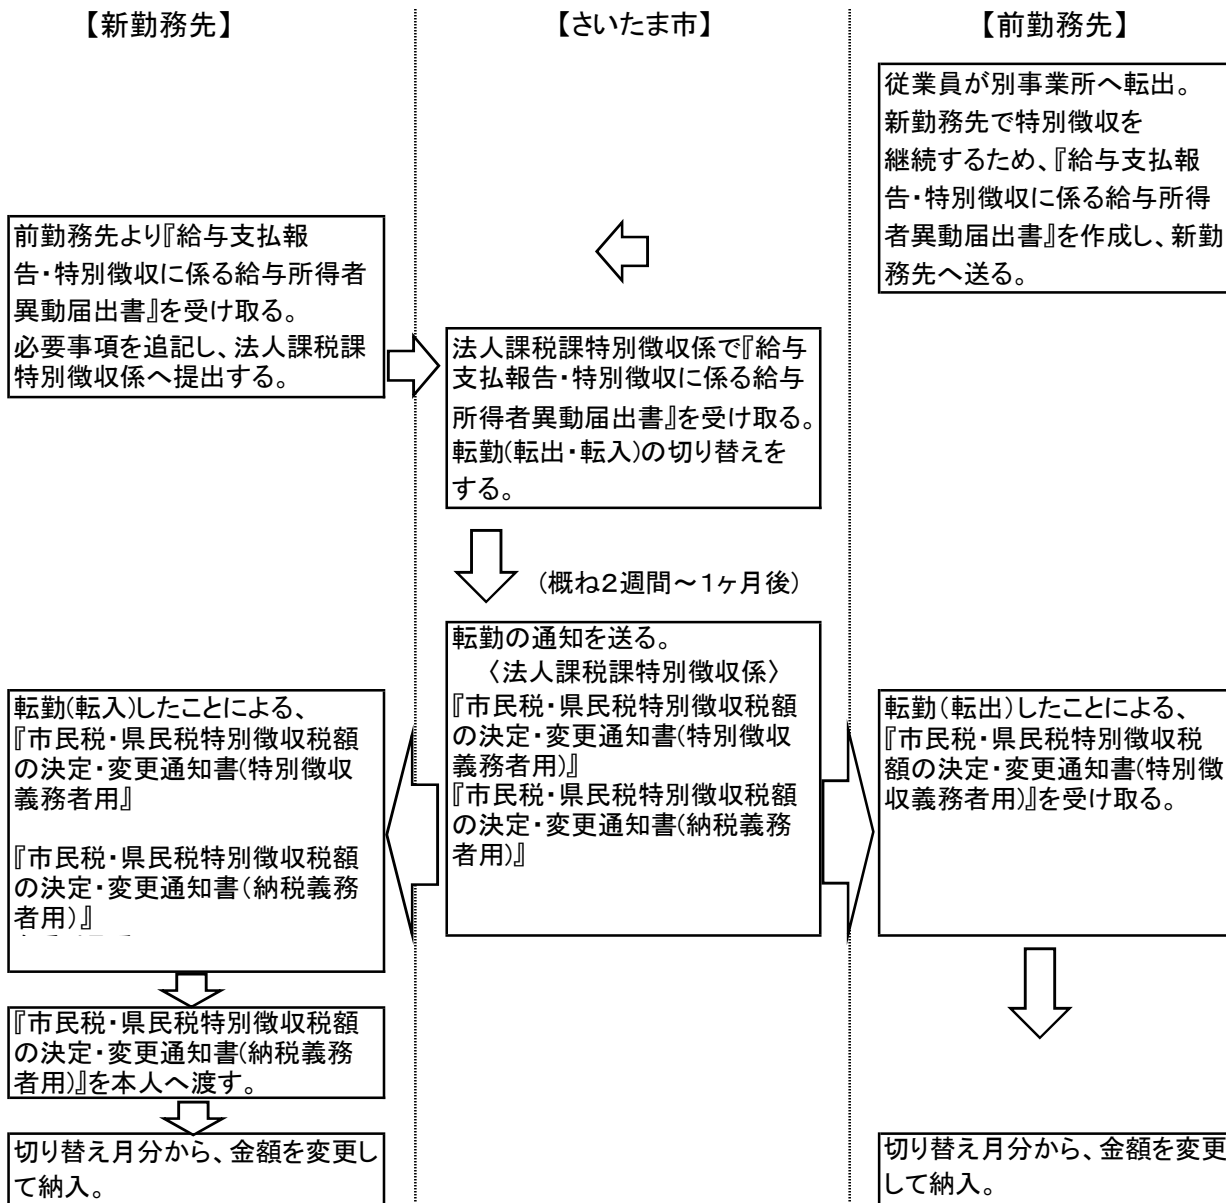 【新勤務先】
【さいたま市】
【前勤務先】
従業員が別事業所へ転出。
新勤務先で特別徴収を
継続するため、『給与支払報
告・特別徴収に係る給与所得
者異動届出書』を作成し、新勤
務先へ送る。
前勤務先より『給与支払報
告・特別徴収に係る給与所得者
異動届出書』を受け取る。
必要事項を追記し、法人課税課
特別徴収係へ提出する。
法人課税課特別徴収係で『給与
支払報告・特別徴収に係る給与
所得者異動届出書』を受け取る。
転勤(転出・転入)の切り替えを
する。
(概ね2週間～1ヶ月後)
転勤の通知を送る。
〈法人課税課特別徴収係〉
『市民税・県民税特別徴収税額
の決定・変更通知書(特別徴収
義務者用)』
『市民税・県民税特別徴収税額
の決定・変更通知書(納税義務
者用)』
転勤(転入)したことによる、
『市民税・県民税特別徴収税額
の決定・変更通知書(特別徴収
義務者用』
『市民税・県民税特別徴収税額
の決定・変更通知書(納税義務
者用)』
転勤(転出)したことによる、
『市民税・県民税特別徴収税
額の決定・変更通知書(特別徴
収義務者用)』を受け取る。
『市民税・県民税特別徴収税額
の決定・変更通知書(納税義務
者用)』を本人へ渡す。
切り替え月分から、金額を変更し
て納入。
切り替え月分から、金額を変更
して納入。